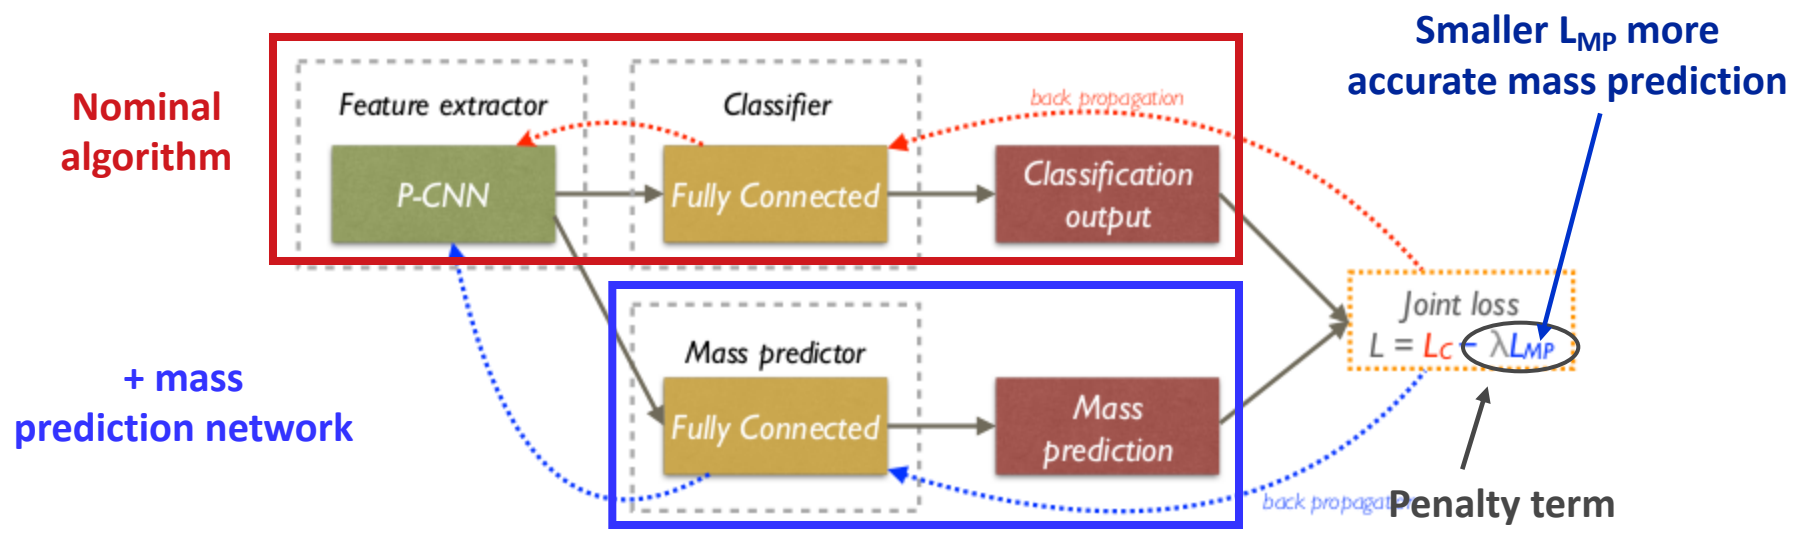 Smaller LMP more
accurate mass prediction
Nominal
algorithm
Feature extractor
Classifier
back propagation
P-CNN
Fully Connected
Classification
output
Joint loss
L = LC - λLMP
Mass predictor
+ mass
prediction network
Fully Connected
Mass
prediction
back propagation
Penalty term